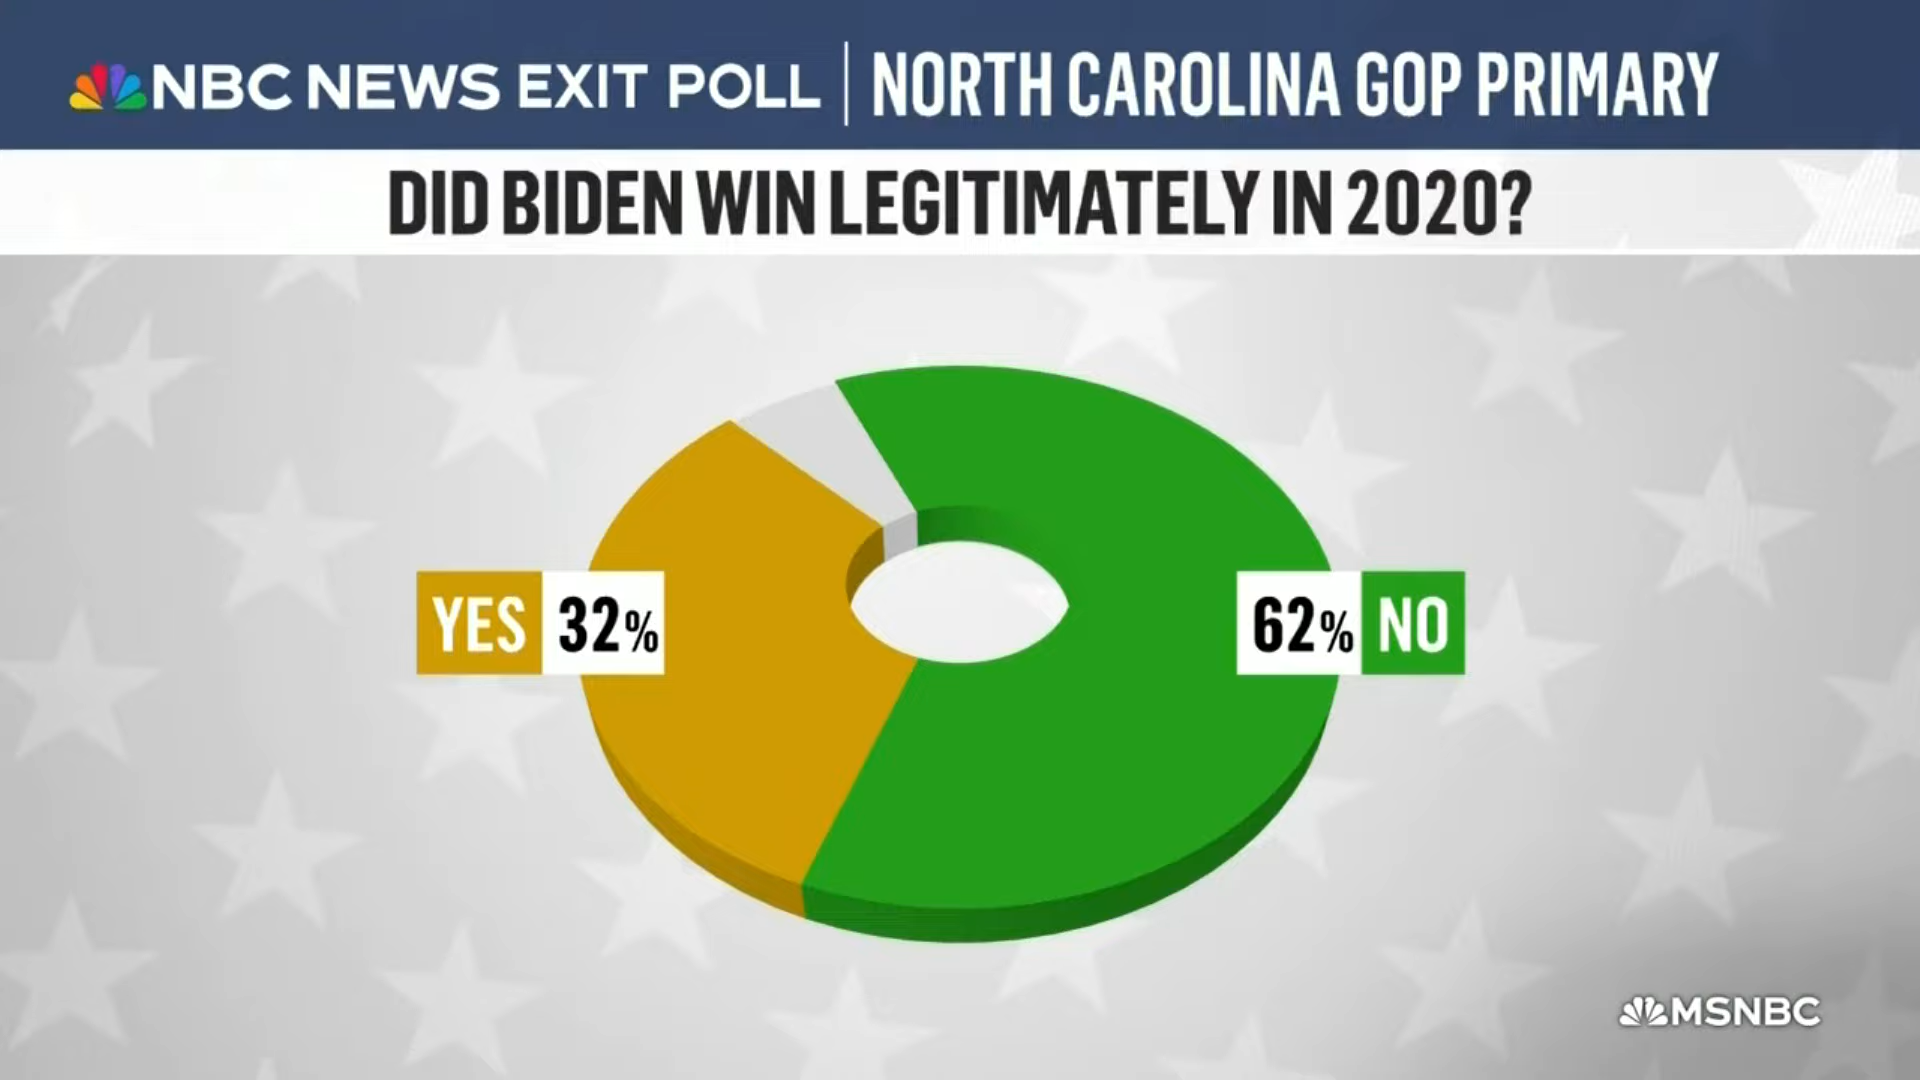 NBC NEWS EXIT POLL NORTH CAROLINA GOP PRIMARY
DID BIDEN WIN LEGITIMATELY IN 2020?
YES 32%
62% NO
MSNBC